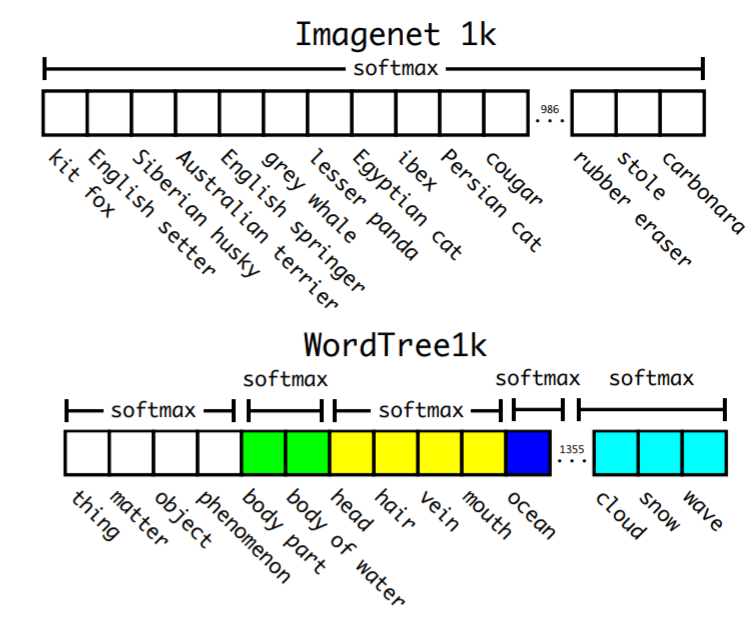 Imagenet 1k
softmax
986
...
kit fox
English setter
Siberian husky
Australian terrier
English springer
grey whale
lesser panda
Egyptian cat
ibex
Persian cat
cougar
rubber eraser
stole
carbonara
WordTree1k
softmax
softmax
softmax
softmax
softmax
1355
...
thing
matter
object
phenomenon
body part
body of water
head
hair
vein
mouth
ocean
cloud
snow
wave